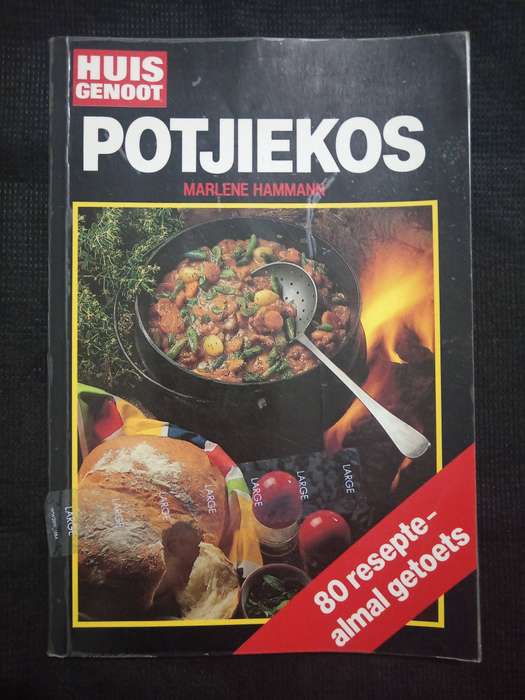 HUIS
GENOOT
POTJIEKOS
MARLENE HAMMANN
LARGE
LARGE
LARGE
LARGE
LARGE
LARGE
LARGE
80 resepte–
almal getoets